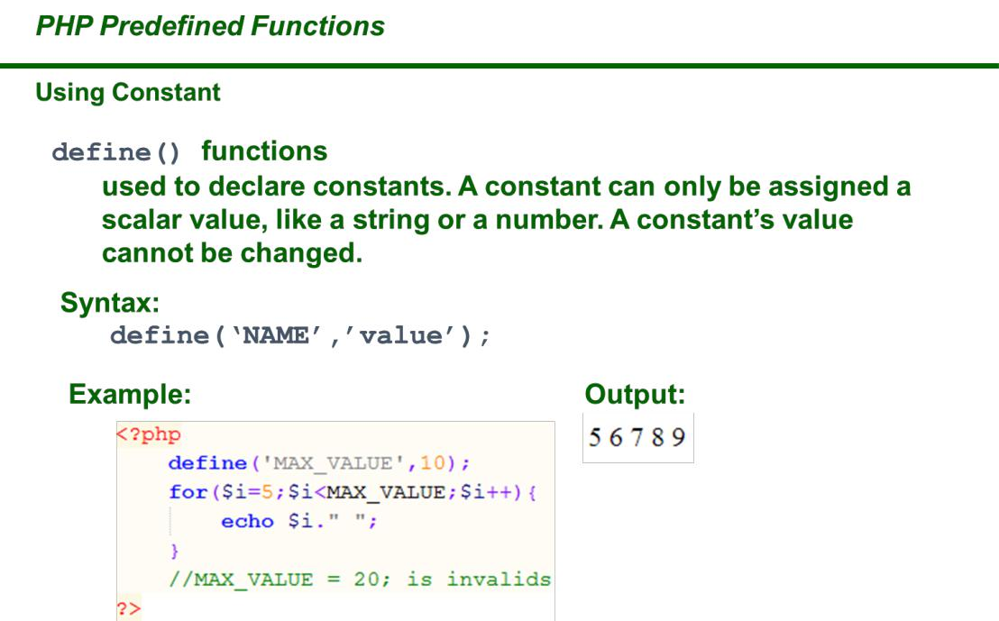 PHP Predefined Functions
Using Constant
define() functions
used to declare constants. A constant can only be assigned a
scalar value, like a string or a number. A constant’s value
cannot be changed.
Syntax:
define(‘NAME’,’value’);
Example:
Output:
<?php
define('MAX_VALUE',10);
for($i=5;$i<MAX_VALUE;$i++){
echo $i." ";
}
//MAX_VALUE = 20; is invalids
?>
5 6 7 8 9